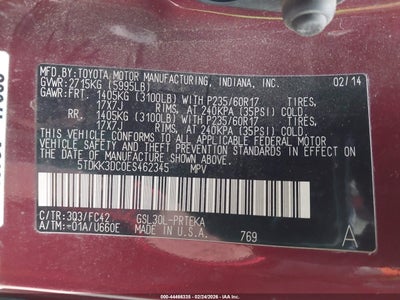 MFD. BY: TOYOTA MOTOR MANUFACTURING, INDIANA, INC. 02/14
GVWR: 2715KG (5995LB)
GAWR: FRT. 1405KG (3100LB) WITH P235/60R17 TIRES,
17X7J RIMS, AT 240KPA (35PSI) COLD
RR. 1405KG (3100LB) WITH P235/60R17 TIRES,
17X7J RIMS, AT 240KPA (35PSI) COLD
THIS VEHICLE CONFORMS TO ALL APPLICABLE FEDERAL MOTOR
VEHICLE SAFETY AND THEFT PREVENTION STANDARDS IN
EFFECT ON THE DATE OF MANUFACTURE SHOWN ABOVE.
5TDKK3DC0ES462345 MPV
C/TR: 3Q3/FC42 GSL30L-PRTEKA
A/TM: -01A/U660E MADE IN U.S.A.
769 A
000-44466335 - 02/24/2026 - IAAI.COM